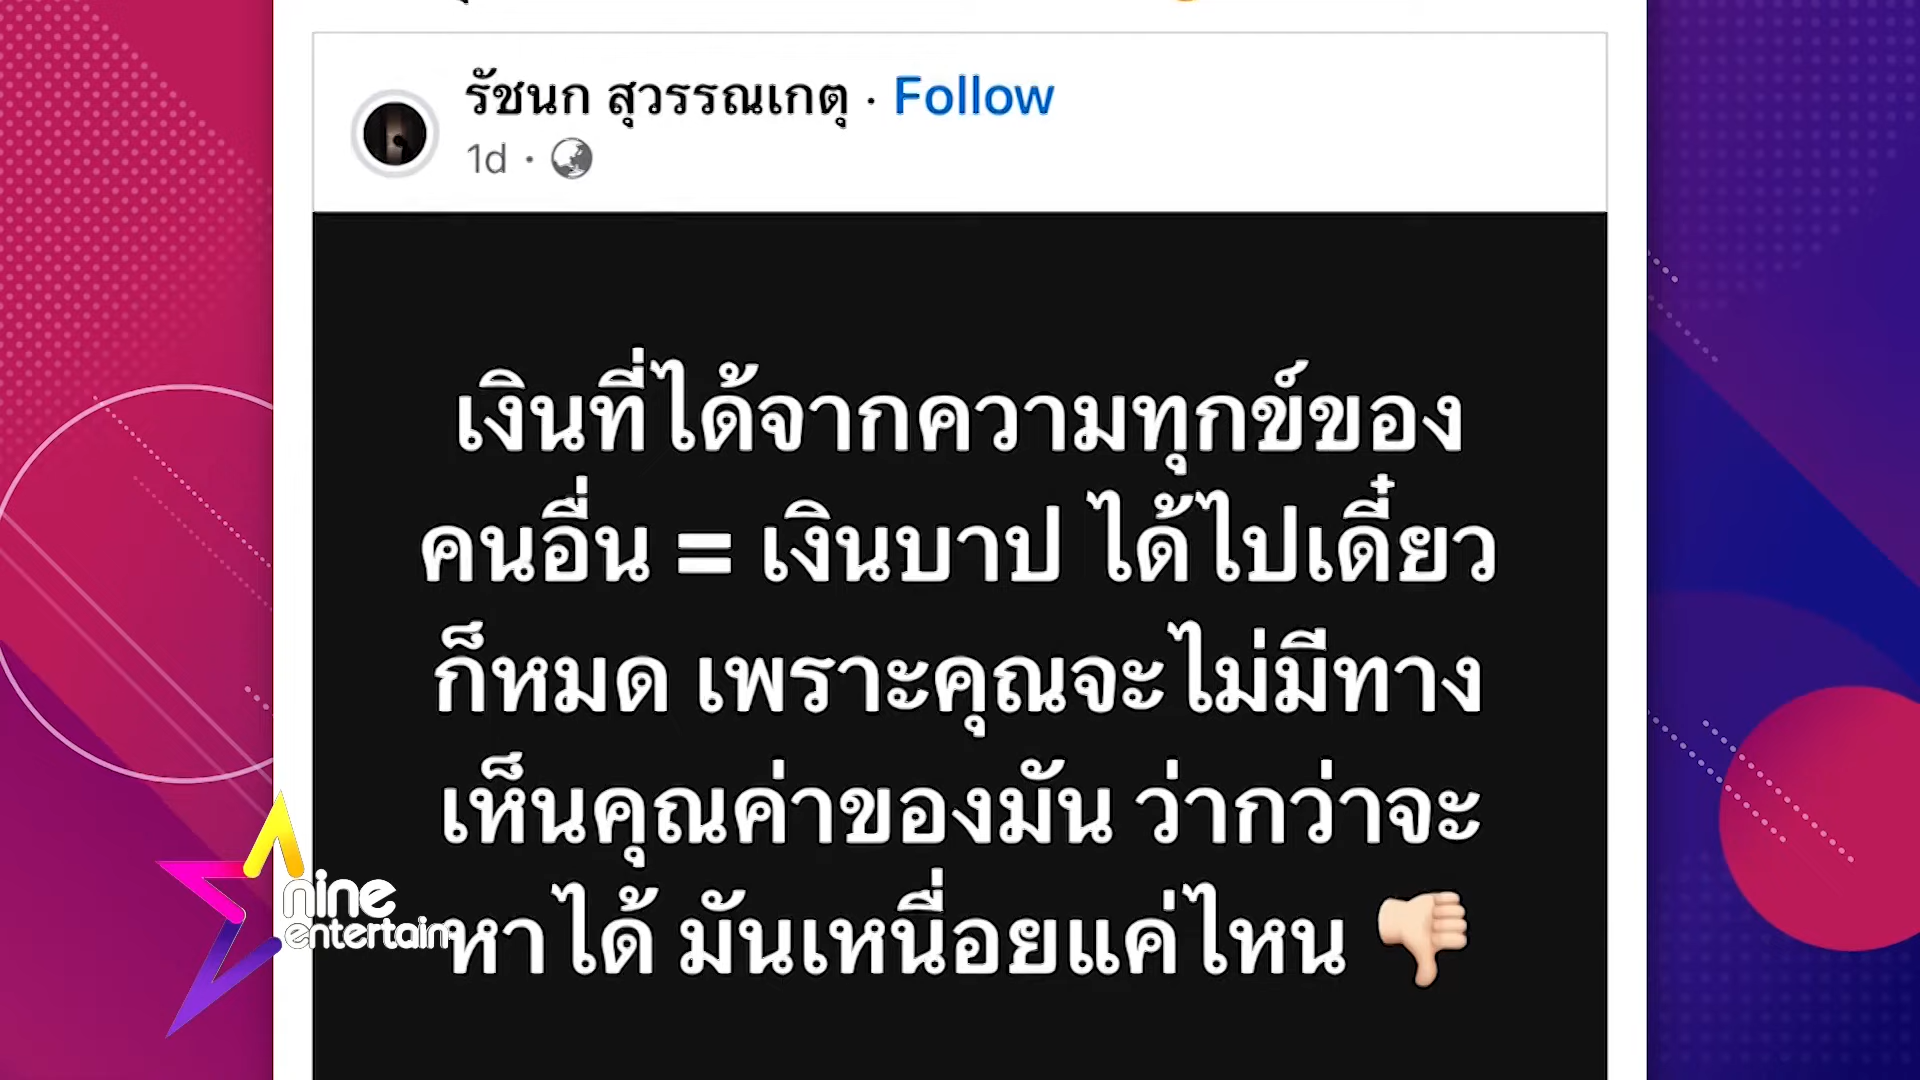 รัชนก สุวรรณเกตุ · Follow
1d ·
เงินที่ได้จากความทุกข์ของ
คนอื่น = เงินบาป ได้ไปเดี๋ยว
ก็หมด เพราะคุณจะไม่มีทาง
เห็นคุณค่าของมัน ว่ากว่าจะ
หาได้ มันเหนื่อยแค่ไหน 👎🏻
nine
entertain